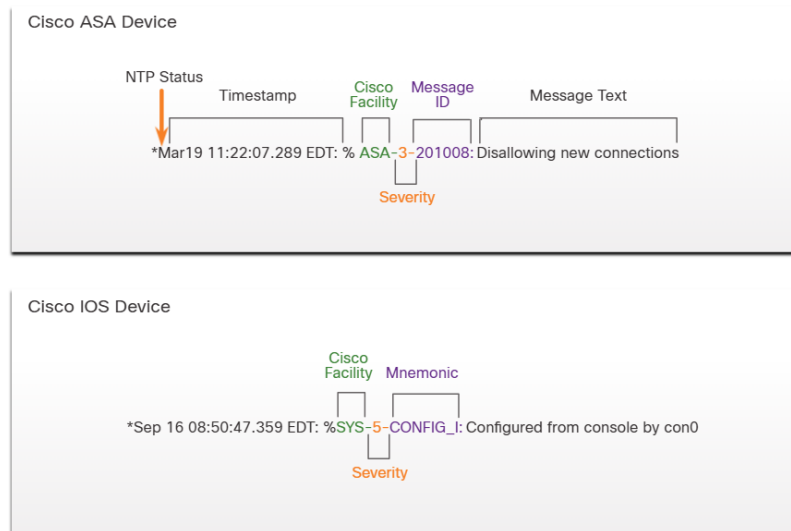 Cisco ASA Device
NTP Status
Timestamp
Cisco
Facility
Message
ID
Message Text
*Mar19 11:22:07.289 EDT: % ASA-3-201008: Disallowing new connections
Severity
Cisco IOS Device
Cisco
Facility
Mnemonic
*Sep 16 08:50:47.359 EDT: %SYS-5-CONFIG_I: Configured from console by con0
Severity